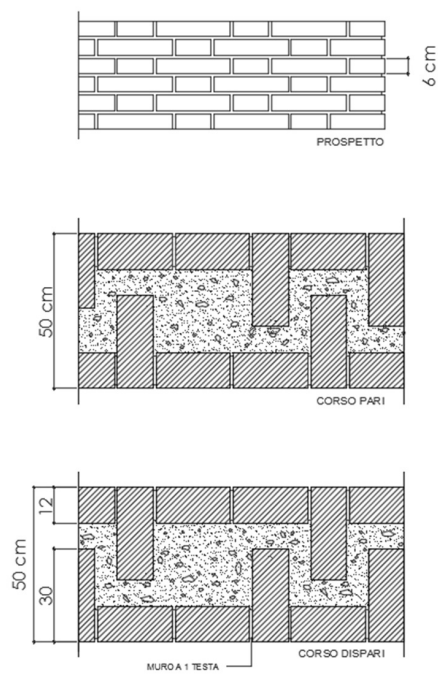 6 cm
PROSPETTO
50 cm
CORSO PARI
12
50 cm
30
CORSO DISPARI
MURO A 1 TESTA